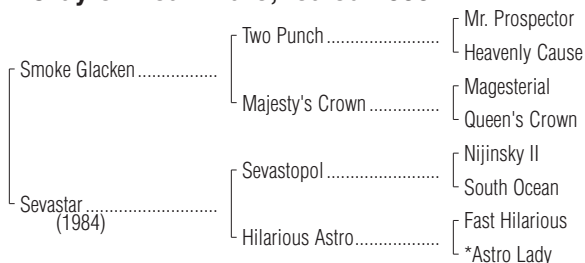 Mr. Prospector
Two Punch
Heavenly Cause
Smoke Glacken
Magesterial
Majesty's Crown
Queen's Crown
Nijinsky II
Sevastopol
South Ocean
Sevastar
(1984)
Fast Hilarious
Hilarious Astro
*Astro Lady